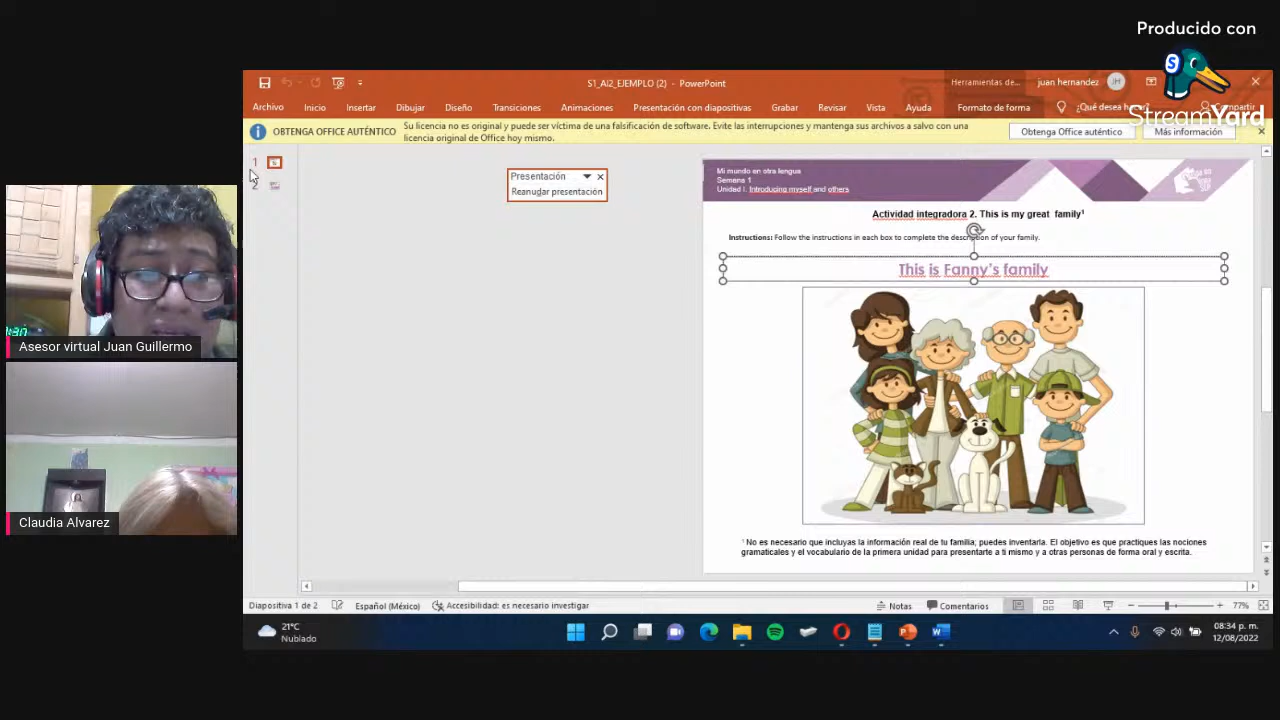 Producido con
StreamYard
S1_AI2_EJEMPLO (2) - PowerPoint
Herramientas de...
juan hernandez
JH
Archivo
Inicio
Insertar
Dibujar
Diseño
Transiciones
Animaciones
Presentación con diapositivas
Grabar
Revisar
Vista
Ayuda
Formato de forma
OBTENGA OFFICE AUTÉNTICO
Su licencia no es original y puede ser víctima de una falsificación de software. Evite las interrupciones y mantenga sus archivos a salvo con una
licencia original de Office hoy mismo.
Obtenga Office auténtico
Más información
1
2
Presentación
Reanudar presentación
Mi mundo en otra lengua
Semana 1
Unidad I. Introducing myself and others
Actividad integradora 2. This is my great family¹
Instructions: Follow the instructions in each box to complete the description of your family.
This is Fanny's family
¹ No es necesario que incluyas la información real de tu familia; puedes inventarla. El objetivo es que practiques las nociones
gramaticales y el vocabulario de la primera unidad para presentarte a ti mismo y a otras personas de forma oral y escrita.
Asesor virtual Juan Guillermo
Claudia Alvarez
Diapositiva 1 de 2
Español (México)
Accesibilidad: es necesario investigar
Notas
Comentarios
77%
21°C
Nublado
08:34 p. m.
12/08/2022